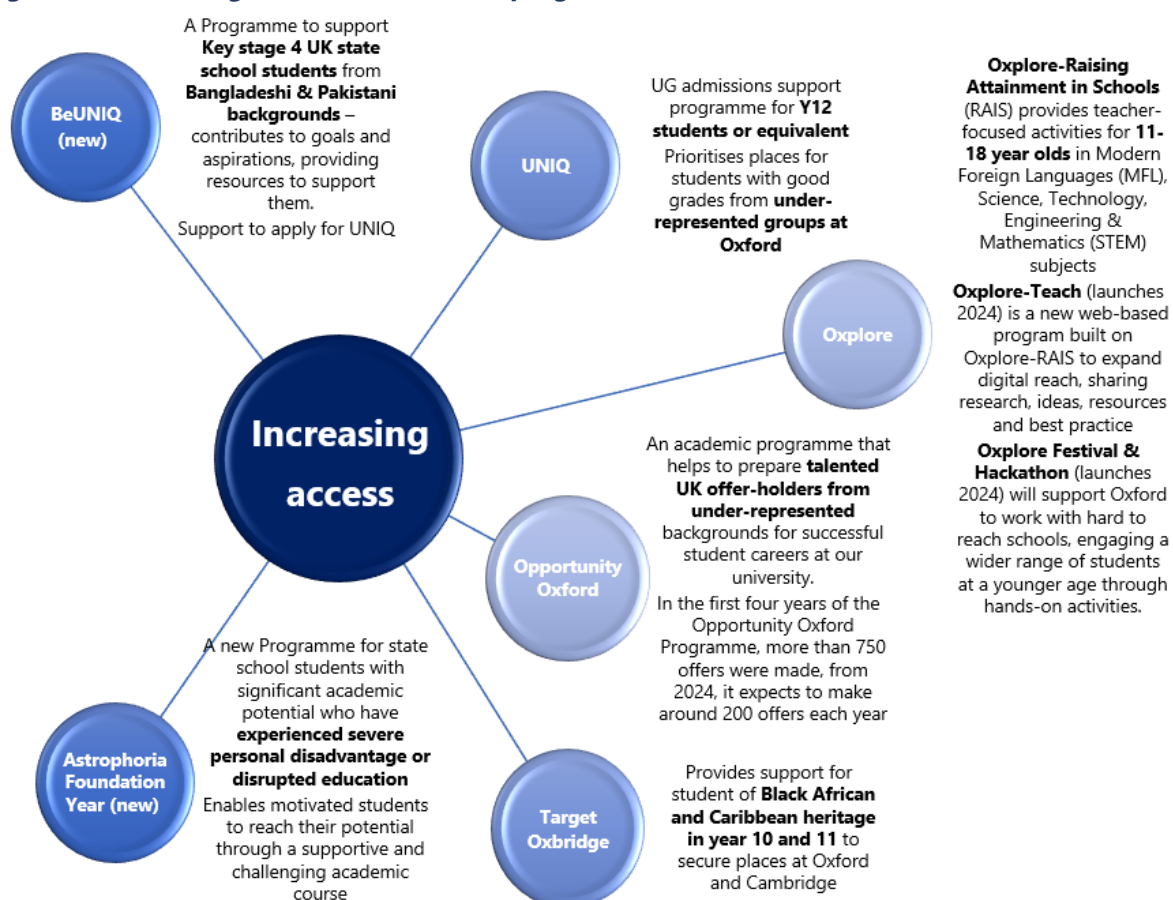 A Programme to support
Key stage 4 UK state
school students from
Bangladeshi & Pakistani
backgrounds –
contributes to goals and
aspirations, providing
resources to support
them.
Support to apply for UNIQ
BeUNIQ
(new)
UNIQ
UG admissions support
programme for Y12
students or equivalent
Prioritises places for
students with good
grades from under-
represented groups at
Oxford
Oxplore
Oxplore-Raising
Attainment in Schools
(RAIS) provides teacher-
focused activities for 11-
18 year olds in Modern
Foreign Languages (MFL),
Science, Technology,
Engineering &
Mathematics (STEM)
subjects
Oxplore-Teach (launches
2024) is a new web-based
program built on
Oxplore-RAIS to expand
digital reach, sharing
research, ideas, resources
and best practice
Oxplore Festival &
Hackathon (launches
2024) will support Oxford
to work with hard to
reach schools, engaging a
wider range of students
at a younger age through
hands-on activities.
Increasing
access
Opportunity
Oxford
An academic programme that
helps to prepare talented
UK offer-holders from
under-represented
backgrounds for successful
student careers at our
university.
In the first four years of the
Opportunity Oxford
Programme, more than 750
offers were made, from
2024, it expects to make
around 200 offers each year
Astrophoria
Foundation
Year (new)
A new Programme for state
school students with
significant academic
potential who have
experienced severe
personal disadvantage or
disrupted education
Enables motivated students
to reach their potential
through a supportive and
challenging academic
course
Target
Oxbridge
Provides support for
student of Black African
and Caribbean heritage
in year 10 and 11 to
secure places at Oxford
and Cambridge